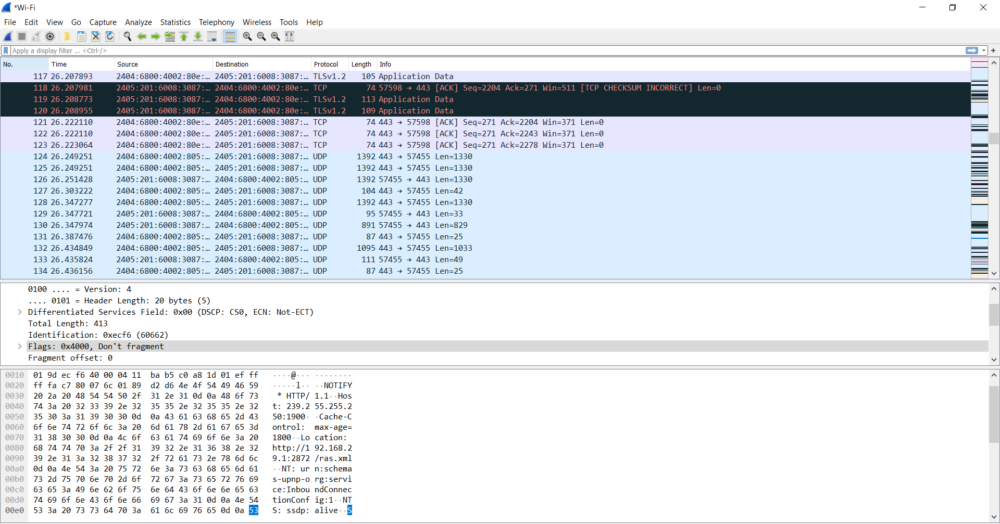 *Wi-Fi
File Edit View Go Capture Analyze Statistics Telephony Wireless Tools Help
Apply a display filter ... <Ctrl-/>
No. Time Source Destination Protocol Length Info
117 26.207893 2404:6800:4002:80e:… 2405:201:6008:3087:… TLSv1.2 105 Application Data
118 26.207981 2405:201:6008:3087:… 2404:6800:4002:80e:… TCP 74 57598 → 443 [ACK] Seq=2204 Ack=271 Win=511 [TCP CHECKSUM INCORRECT] Len=0
119 26.208773 2405:201:6008:3087:… 2404:6800:4002:80e:… TLSv1.2 113 Application Data
120 26.208955 2405:201:6008:3087:… 2404:6800:4002:80e:… TLSv1.2 109 Application Data
121 26.222110 2404:6800:4002:80e:… 2405:201:6008:3087:… TCP 74 443 → 57598 [ACK] Seq=271 Ack=2204 Win=371 Len=0
122 26.222110 2404:6800:4002:80e:… 2405:201:6008:3087:… TCP 74 443 → 57598 [ACK] Seq=271 Ack=2243 Win=371 Len=0
123 26.223064 2404:6800:4002:80e:… 2405:201:6008:3087:… TCP 74 443 → 57598 [ACK] Seq=271 Ack=2278 Win=371 Len=0
124 26.249251 2404:6800:4002:805:… 2405:201:6008:3087:… UDP 1392 443 → 57455 Len=1330
125 26.249251 2404:6800:4002:805:… 2405:201:6008:3087:… UDP 1392 443 → 57455 Len=1330
126 26.251428 2405:201:6008:3087:… 2404:6800:4002:805:… UDP 1392 57455 → 443 Len=1330
127 26.303222 2404:6800:4002:805:… 2405:201:6008:3087:… UDP 104 443 → 57455 Len=42
128 26.347277 2404:6800:4002:805:… 2405:201:6008:3087:… UDP 1392 443 → 57455 Len=1330
129 26.347721 2405:201:6008:3087:… 2404:6800:4002:805:… UDP 95 57455 → 443 Len=33
130 26.347974 2405:201:6008:3087:… 2404:6800:4002:805:… UDP 891 57455 → 443 Len=829
131 26.387476 2404:6800:4002:805:… 2405:201:6008:3087:… UDP 87 443 → 57455 Len=25
132 26.434849 2404:6800:4002:805:… 2405:201:6008:3087:… UDP 1095 443 → 57455 Len=1033
133 26.435824 2405:201:6008:3087:… 2404:6800:4002:805:… UDP 111 57455 → 443 Len=49
134 26.436156 2404:6800:4002:805:… 2405:201:6008:3087:… UDP 87 443 → 57455 Len=25
0100 .... = Version: 4
.... 0101 = Header Length: 20 bytes (5)
Differentiated Services Field: 0x00 (DSCP: CS0, ECN: Not-ECT)
Total Length: 413
Identification: 0xecf6 (60662)
Flags: 0x4000, Don't fragment
Fragment offset: 0
0010 01 9d ec f6 40 00 04 11 ba b5 c0 a8 1d 01 ef ff ····@··· ········
0020 ff fa c7 80 07 6c 01 89 d2 d6 4e 4f 54 49 46 59 ·····l·· ··NOTIFY
0030 20 2a 20 48 54 54 50 2f 31 2e 31 0d 0a 48 6f 73 * HTTP/ 1.1··Hos
0040 74 3a 20 32 33 39 2e 32 35 35 2e 32 35 35 2e 32 t: 239.2 55.255.2
0050 35 30 3a 31 39 30 30 0d 0a 43 61 63 68 65 2d 43 50:1900· ·Cache-C
0060 6f 6e 74 72 6f 6c 3a 20 6d 61 78 2d 61 67 65 3d ontrol: max-age=
0070 31 38 30 30 0d 0a 4c 6f 63 61 74 69 6f 6e 3a 20 1800··Lo cation:
0080 68 74 74 70 3a 2f 2f 31 39 32 2e 31 36 38 2e 32 http://1 92.168.2
0090 39 2e 31 3a 32 38 37 32 2f 72 61 73 2e 78 6d 6c 9.1:2872 /ras.xml
00a0 0d 0a 4e 54 3a 20 75 72 6e 3a 73 63 68 65 6d 61 ··NT: ur n:schema
00b0 73 2d 75 70 6e 70 2d 6f 72 67 3a 73 65 72 76 69 s-upnp-o rg:servi
00c0 63 65 3a 49 6e 62 6f 75 6e 64 43 6f 6e 6e 65 63 ce:Inbou ndConnec
00d0 74 69 6f 6e 43 6f 6e 66 69 67 3a 31 0d 0a 4e 54 tionConf ig:1··NT
00e0 53 3a 20 73 73 64 70 3a 61 6c 69 76 65 0d 0a 53 S: ssdp: alive··S